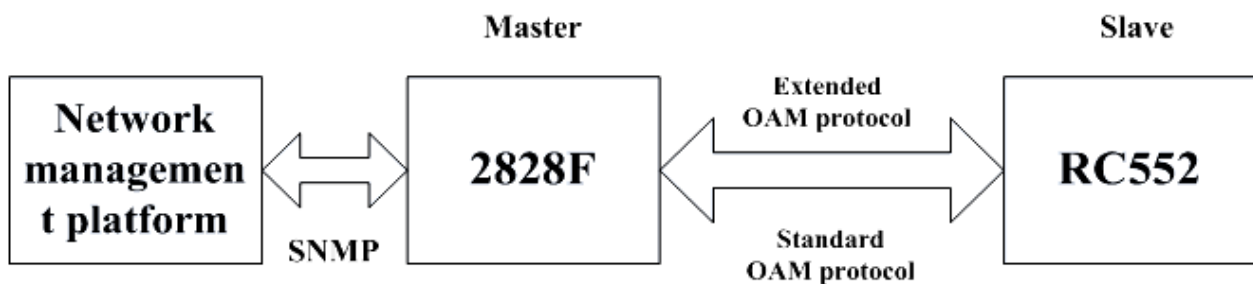 Master
Slave
Network
managemen
t platform
SNMP
2828F
Extended
OAM protocol
Standard
OAM protocol
RC552